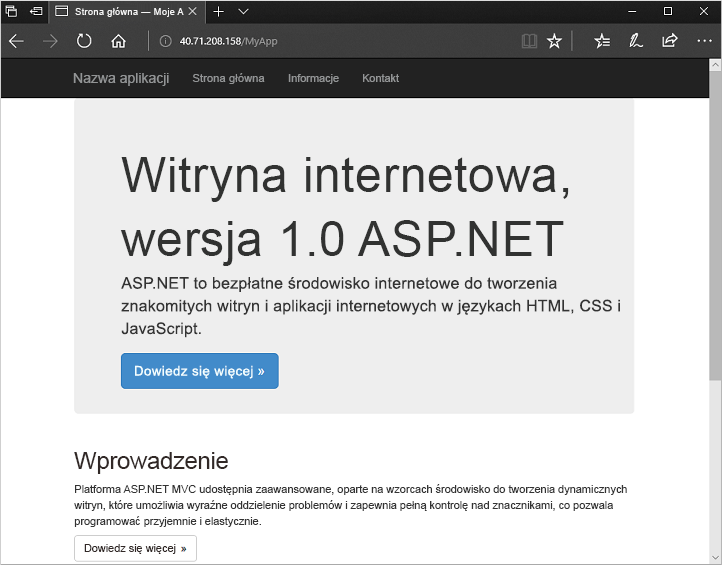 Strona główna — Moje A
40.71.208.158/MyApp
Nazwa aplikacji Strona główna Informacje Kontakt
Witryna internetowa,
wersja 1.0 ASP.NET
ASP.NET to bezpłatne środowisko internetowe do tworzenia
znakomitych witryn i aplikacji internetowych w językach HTML, CSS i
JavaScript.
Dowiedz się więcej »
Wprowadzenie
Platforma ASP.NET MVC udostępnia zaawansowane, oparte na wzorcach środowisko do tworzenia dynamicznych
witryn, które umożliwia wyraźne oddzielenie problemów i zapewnia pełną kontrolę nad znacznikami, co pozwala
programować przyjemnie i elastycznie.
Dowiedz się więcej »